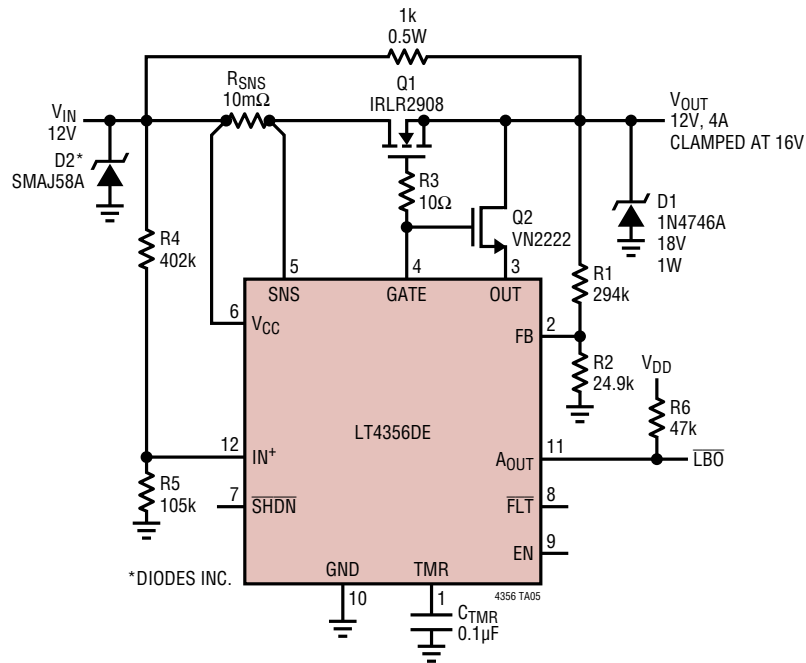 1k
0.5W
RSNS
10mΩ
Q1
IRLR2908
VIN
12V
VOUT
12V, 4A
CLAMPED AT 16V
D2*
SMAJ58A
R3
10Ω
Q2
VN2222
D1
1N4746A
18V
1W
R4
402k
5
4
3
SNS
GATE
OUT
R1
294k
6
VCC
FB
2
R2
24.9k
VDD
R6
47k
LT4356DE
12
IN+
AOUT
11
LBO
R5
105k
7
SHDN
FLT
8
EN
9
*DIODES INC.
GND
TMR
10
1
4356 TA05
CTMR
0.1µF